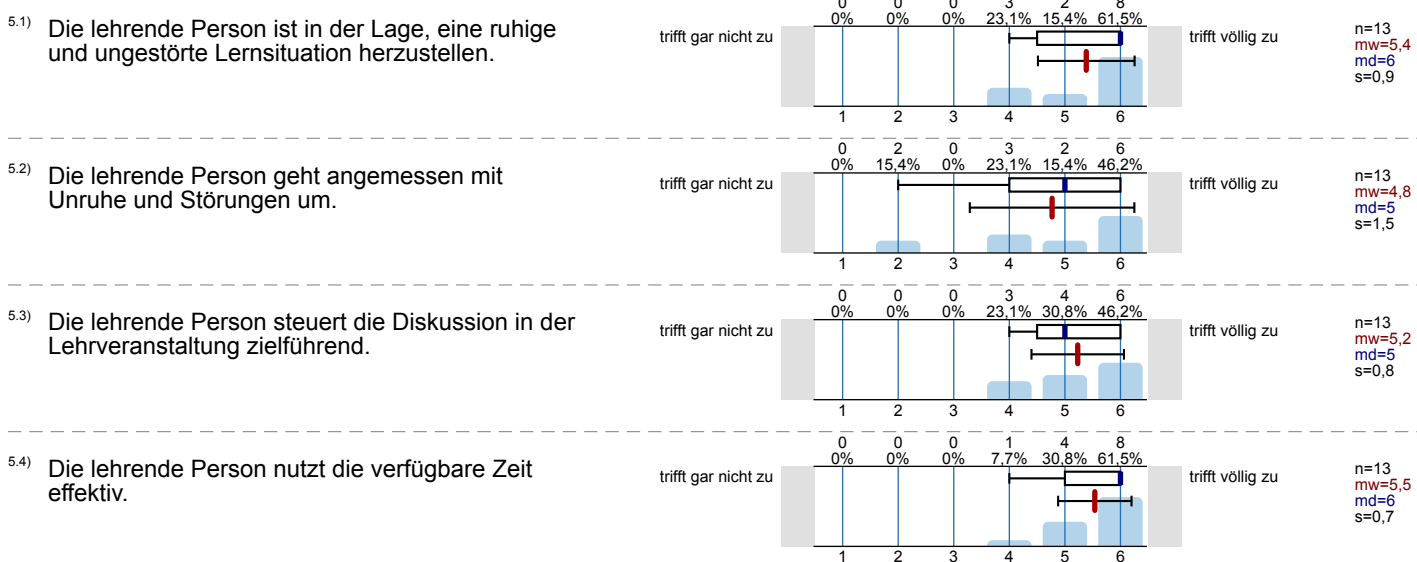 0 0 0 3 2 8
0% 0% 0% 23,1% 15,4% 61,5%
5.1) Die lehrende Person ist in der Lage, eine ruhige
und ungestörte Lernsituation herzustellen.
trifft gar nicht zu
trifft völlig zu
n=13
mw=5,4
md=6
s=0,9
1 2 3 4 5 6
0 2 0 3 2 6
0% 15,4% 0% 23,1% 15,4% 46,2%
5.2) Die lehrende Person geht angemessen mit
Unruhe und Störungen um.
trifft gar nicht zu
trifft völlig zu
n=13
mw=4,8
md=5
s=1,5
1 2 3 4 5 6
0 0 0 3 4 6
0% 0% 0% 23,1% 30,8% 46,2%
5.3) Die lehrende Person steuert die Diskussion in der
Lehrveranstaltung zielführend.
trifft gar nicht zu
trifft völlig zu
n=13
mw=5,2
md=5
s=0,8
1 2 3 4 5 6
0 0 0 1 4 8
0% 0% 0% 7,7% 30,8% 61,5%
5.4) Die lehrende Person nutzt die verfügbare Zeit
effektiv.
trifft gar nicht zu
trifft völlig zu
n=13
mw=5,5
md=6
s=0,7
1 2 3 4 5 6